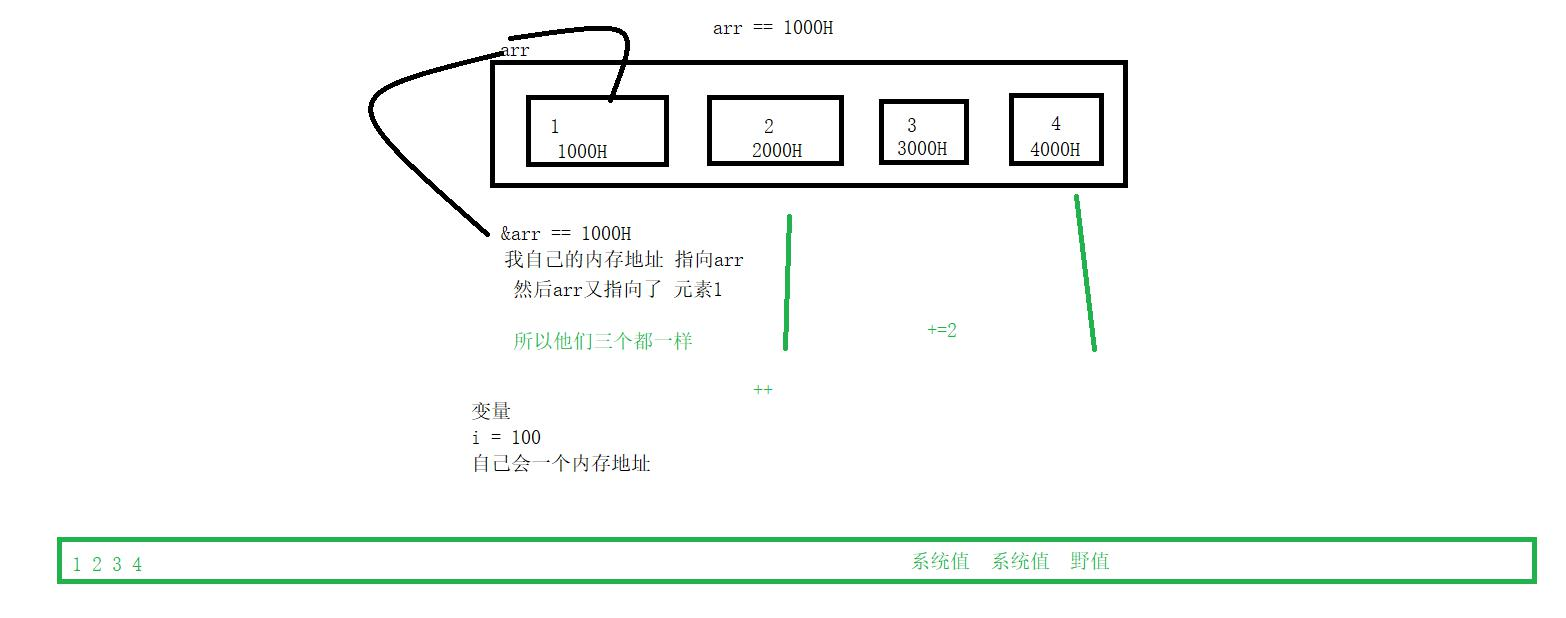 arr == 1000H
arr
1 2 3 4
1000H 2000H 3000H 4000H
&arr == 1000H
我自己的内存地址 指向arr
然后arr又指向了 元素1
+=2
所以他们三个都一样
++
变量
i = 100
自己会一个内存地址
1 2 3 4 系统值 系统值 野值